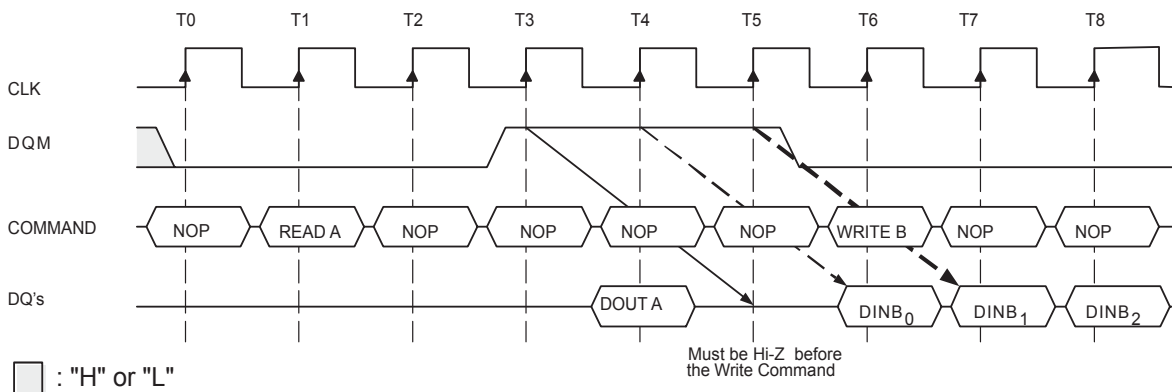 T0 T1 T2 T3 T4 T5 T6 T7 T8
CLK
DQM
COMMAND NOP READ A NOP NOP NOP NOP WRITE B NOP NOP
DQ's DOUT A DINB0 DINB1 DINB2
Must be Hi-Z before
the Write Command
: "H" or "L"